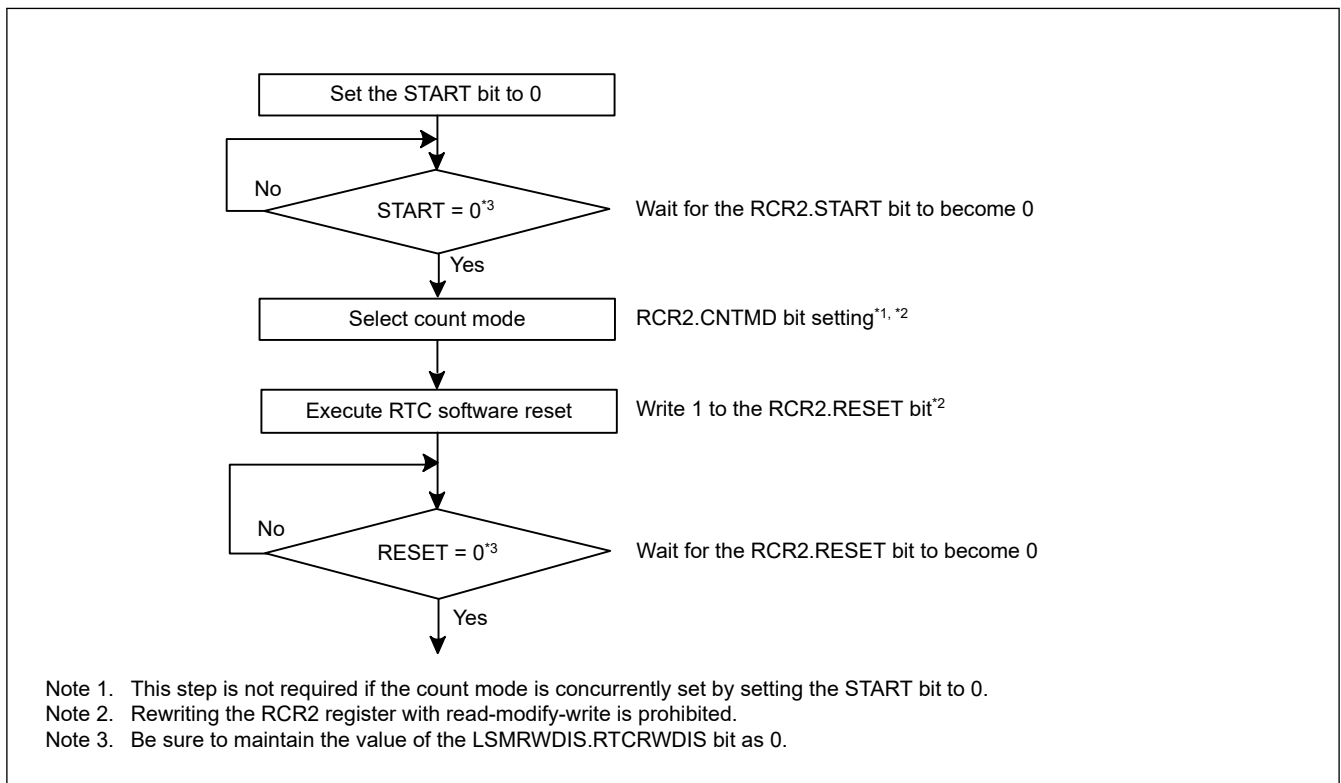 Set the START bit to 0
No
START = 0*3
Wait for the RCR2.START bit to become 0
Yes
Select count mode
RCR2.CNTMD bit setting*1, *2
Execute RTC software reset
Write 1 to the RCR2.RESET bit*2
No
RESET = 0*3
Wait for the RCR2.RESET bit to become 0
Yes
Note 1. This step is not required if the count mode is concurrently set by setting the START bit to 0.
Note 2. Rewriting the RCR2 register with read-modify-write is prohibited.
Note 3. Be sure to maintain the value of the LSMRWDIS.RTCRWDIS bit as 0.